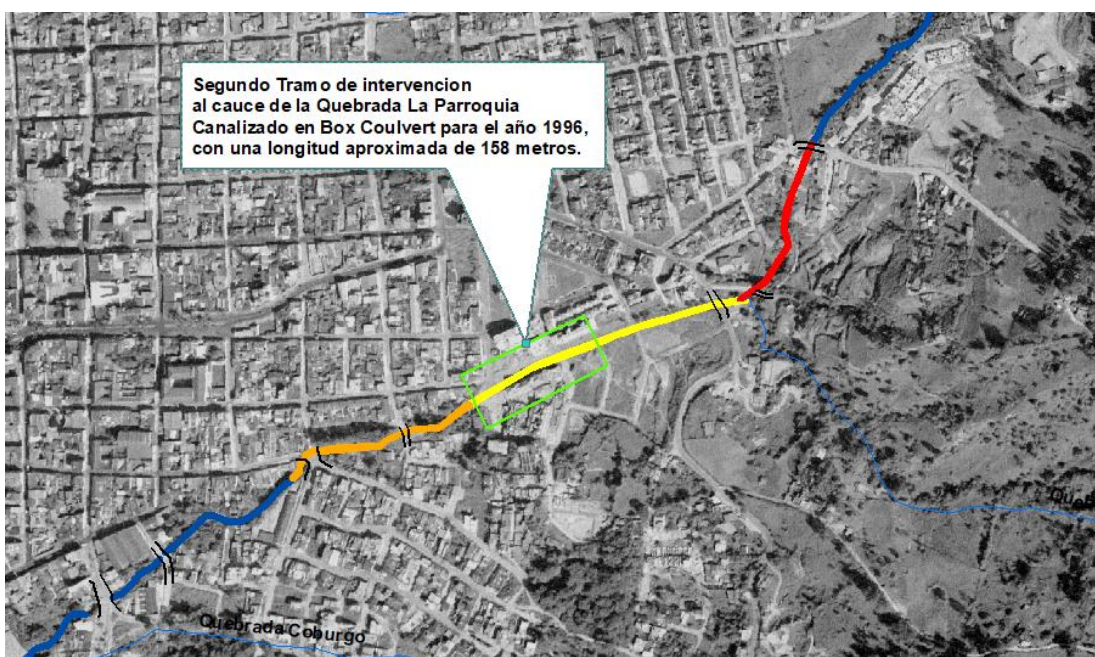 Segundo Tramo de intervencion
al cauce de la Quebrada La Parroquia
Canalizado en Box Coulvert para el año 1996,
con una longitud aproximada de 158 metros.
Quebrada Coburgo